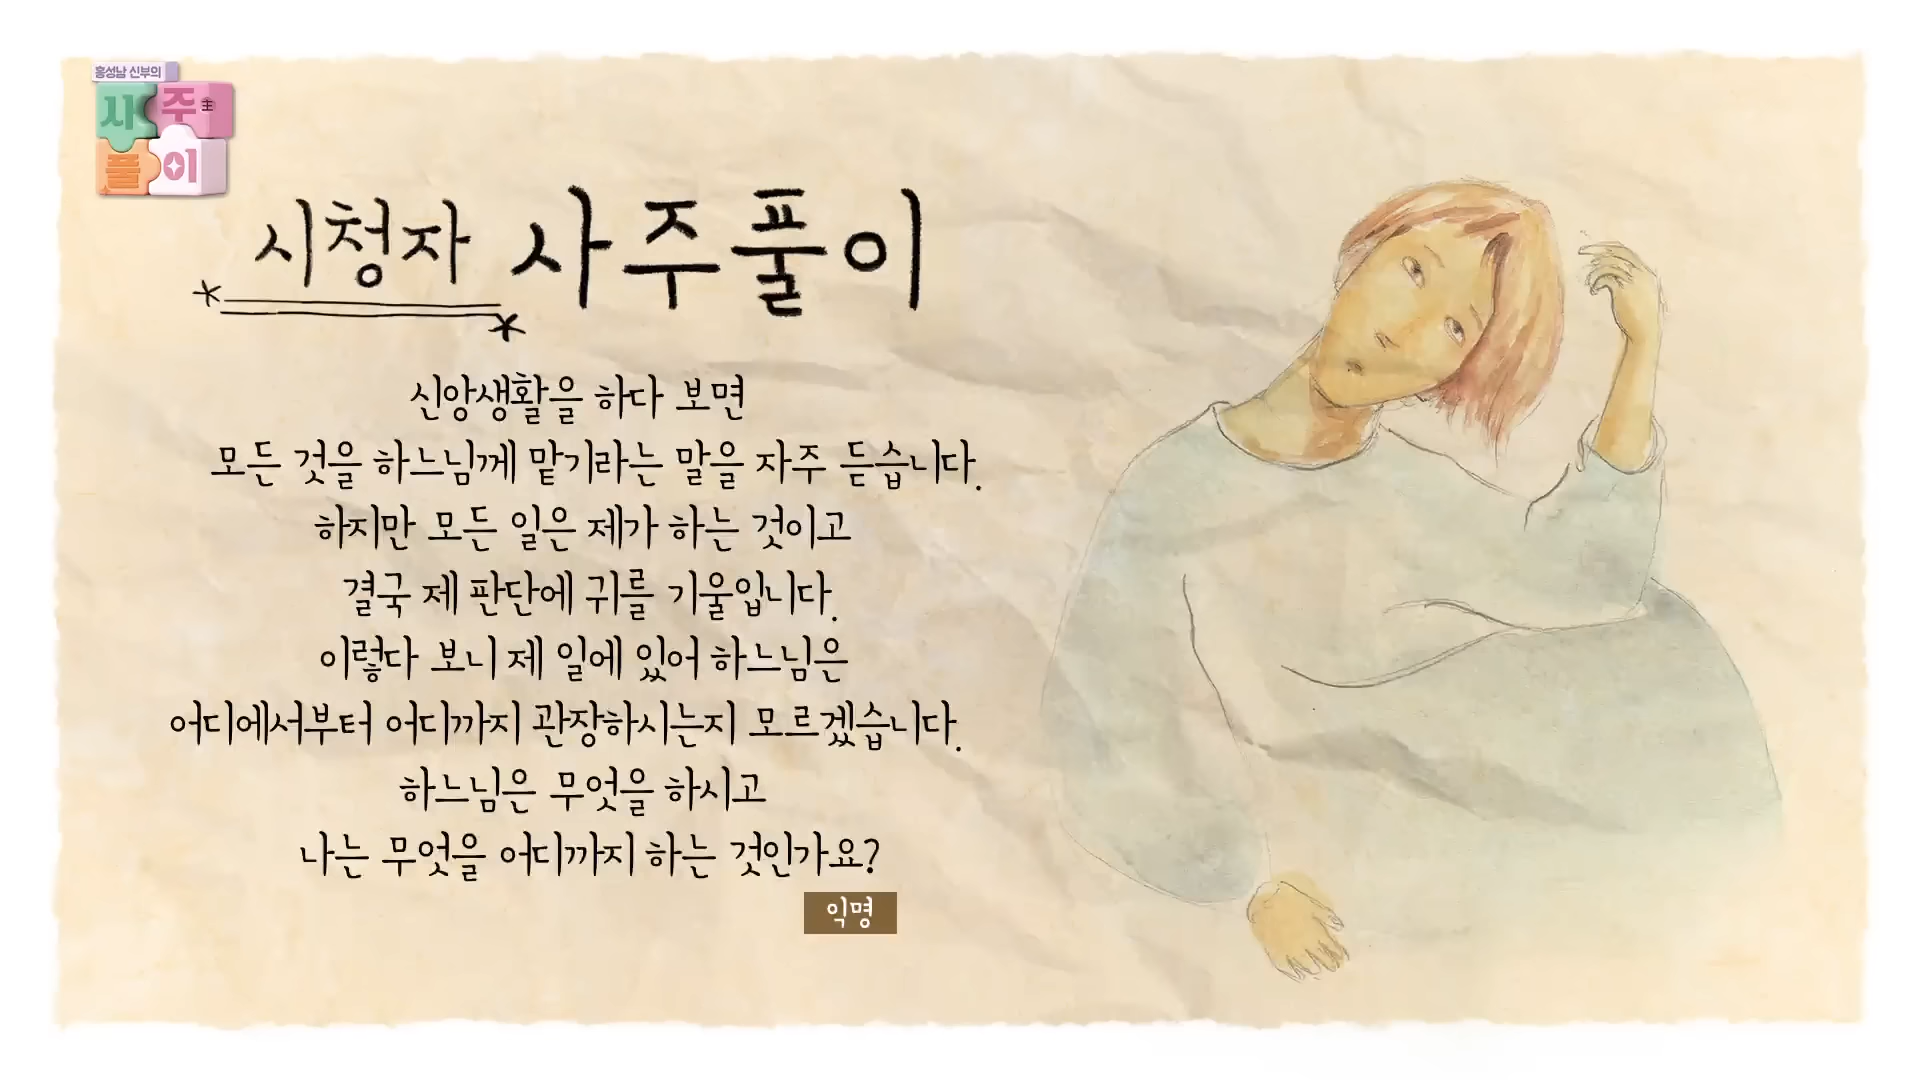 홍성남 신부의
사주主
풀이
시청자 사주풀이
신앙생활을 하다 보면
모든 것을 하느님께 맡기라는 말을 자주 듣습니다.
하지만 모든 일은 제가 하는 것이고
결국 제 판단에 귀를 기울입니다.
이렇다 보니 제 일에 있어 하느님은
어디에서부터 어디까지 관장하시는지 모르겠습니다.
하느님은 무엇을 하시고
나는 무엇을 어디까지 하는 것인가요?
익명